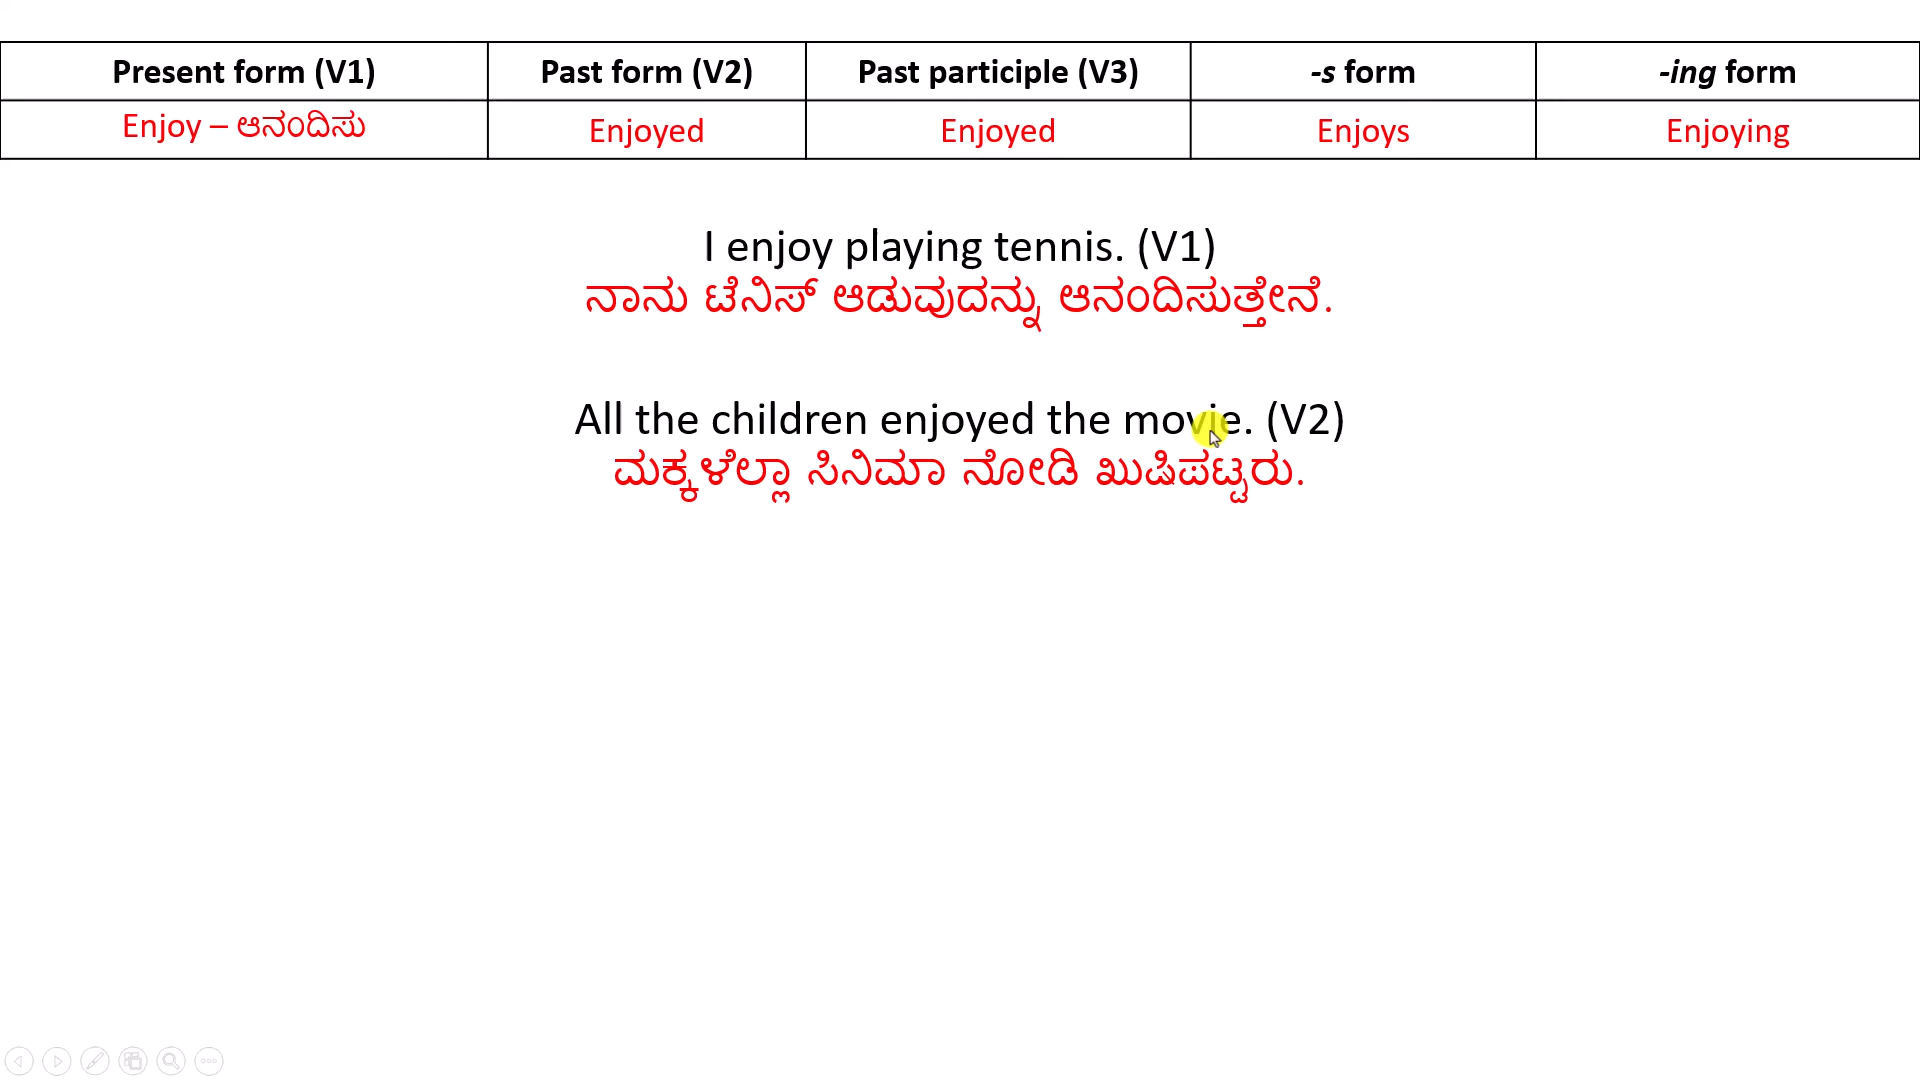 Present form (V1) Past form (V2) Past participle (V3) -s form -ing form
Enjoy – ಆನಂದಿಸು Enjoyed Enjoyed Enjoys Enjoying
I enjoy playing tennis. (V1)
ನಾನು ಟೆನಿಸ್ ಆಡುವುದನ್ನು ಆನಂದಿಸುತ್ತೇನೆ.
All the children enjoyed the movie. (V2)
ಮಕ್ಕಳೆಲ್ಲಾ ಸಿನಿಮಾ ನೋಡಿ ಖುಷಿಪಟ್ಟರು.